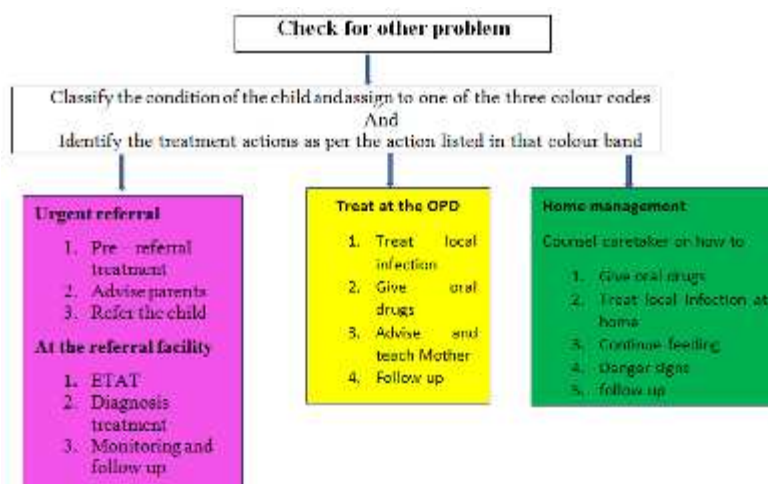 Check for other problem
Classify the condition of the child and assign to one of the three colour codes
And
Identify the treatment actions as per the action listed in that colour band
Urgent referral
1. Pre referral
treatment
2. Advise parents
3. Refer the child
At the referral facility
1. ETAT
2. Diagnosis
treatment
3. Monitoring and
follow up
Treat at the OPD
1. Treat local
infection
2. Give oral
drugs
3. Advise and
teach Mother
4. Follow up
Home management
Counsel caretaker on how to
1. Give oral drugs
2. Treat local infection at
home
3. Continue feeding
4. Danger signs
5. follow up